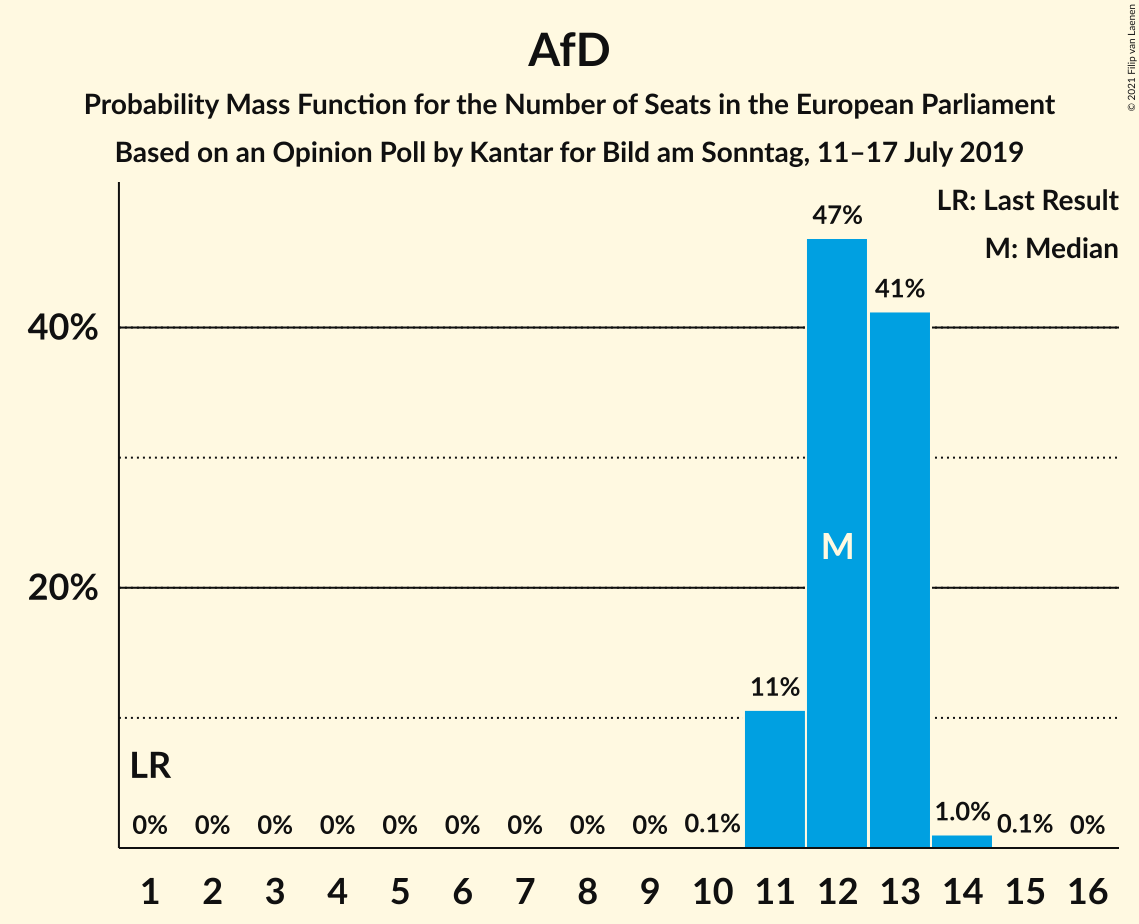 AfD
Probability Mass Function for the Number of Seats in the European Parliament
Based on an Opinion Poll by Kantar for Bild am Sonntag, 11–17 July 2019
© 2021 Filip van Laenen
LR: Last Result
M: Median
47%
41%
40%
M
20%
11%
LR
0% 0% 0% 0% 0% 0% 0% 0% 0% 0.1% 1.0% 0.1% 0%
1 2 3 4 5 6 7 8 9 10 11 12 13 14 15 16